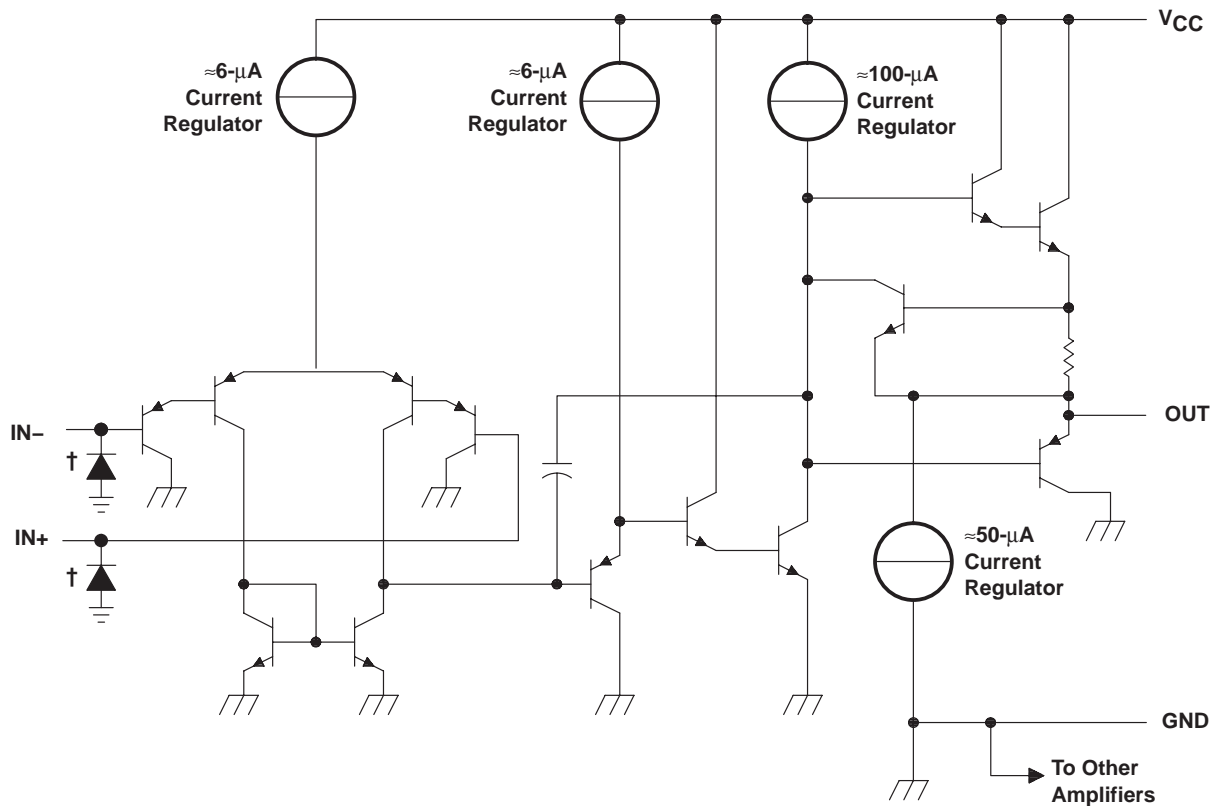 VCC
≈6-μA
Current
Regulator
≈6-μA
Current
Regulator
≈100-μA
Current
Regulator
IN−
†
IN+
†
OUT
≈50-μA
Current
Regulator
GND
To Other
Amplifiers